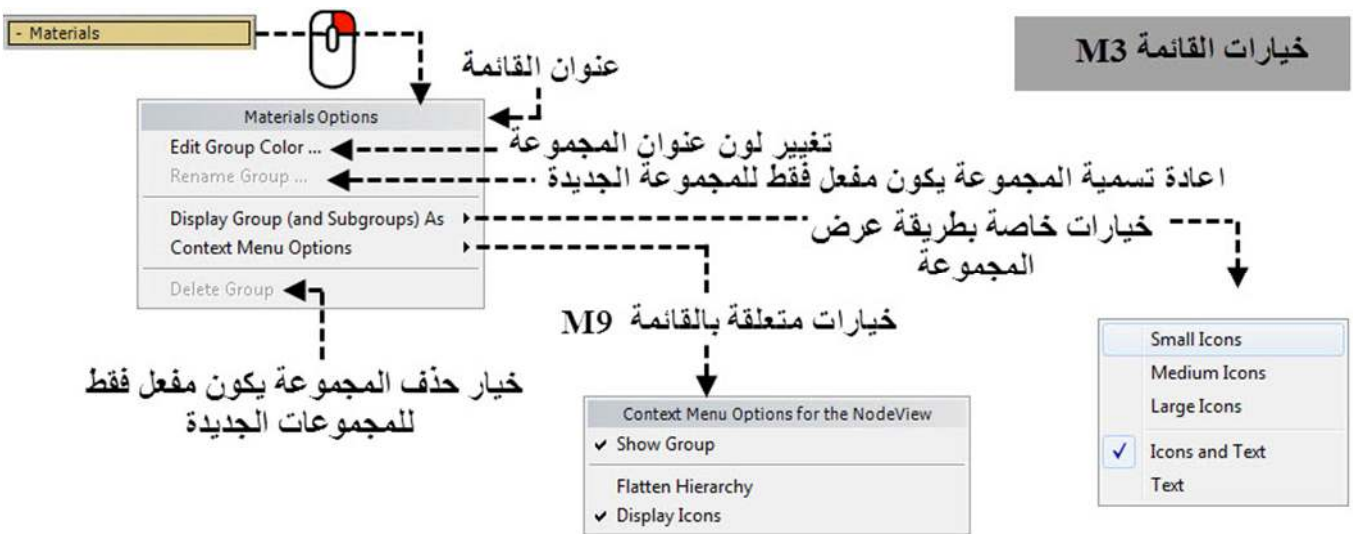 - Materials
خيارات القائمة M3
عنوان القائمة
Materials Options
Edit Group Color ...
تغيير لون عنوان المجموعة
Rename Group ...
اعادة تسمية المجموعة يكون مفعل فقط للمجموعة الجديدة
Display Group (and Subgroups) As
خيارات خاصة بطريقة عرض
المجموعة
Context Menu Options
Delete Group
خيارات متعلقة بالقائمة M9
خيار حذف المجموعة يكون مفعل فقط
للمجموعات الجديدة
Context Menu Options for the NodeView
Show Group
Flatten Hierarchy
Display Icons
Small Icons
Medium Icons
Large Icons
Icons and Text
Text